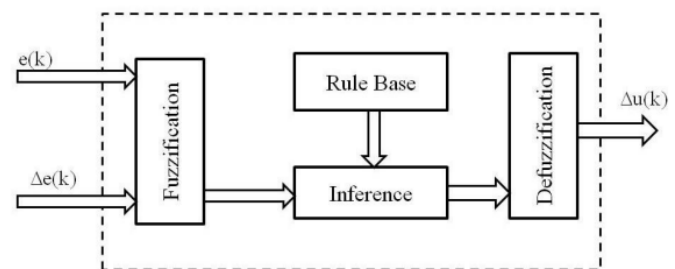 e(k)
Δe(k)
Fuzzification
Rule Base
Inference
Defuzzification
Δu(k)